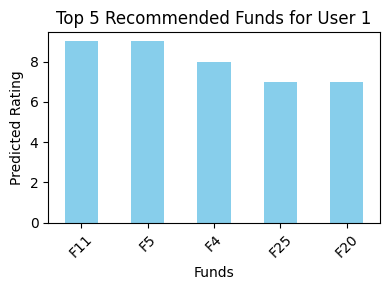 Top 5 Recommended Funds for User 1
Predicted Rating
8
6
4
2
0
F11 F5 F4 F25 F20
Funds